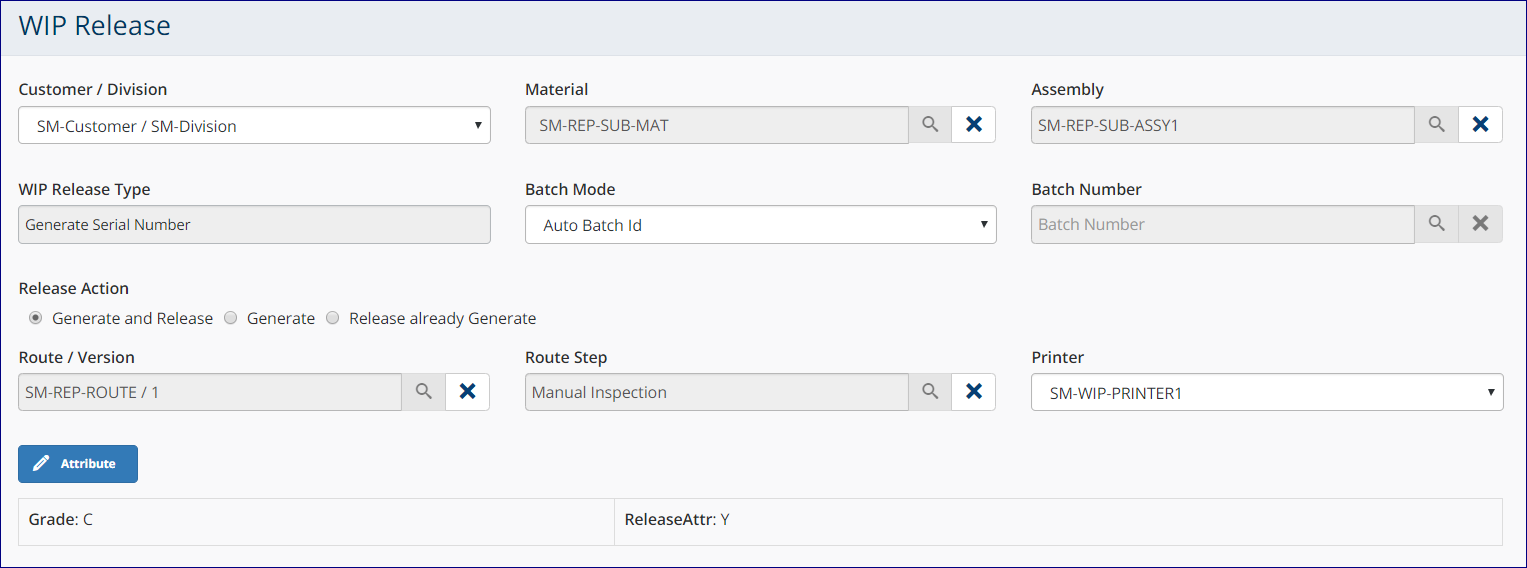 WIP Release
Customer / Division Material Assembly
SM-Customer / SM-Division SM-REP-SUB-MAT SM-REP-SUB-ASSY1
WIP Release Type Batch Mode Batch Number
Generate Serial Number Auto Batch Id Batch Number
Release Action
Generate and Release Generate Release already Generate
Route / Version Route Step Printer
SM-REP-ROUTE / 1 Manual Inspection SM-WIP-PRINTER1
Attribute
Grade: C ReleaseAttr: Y